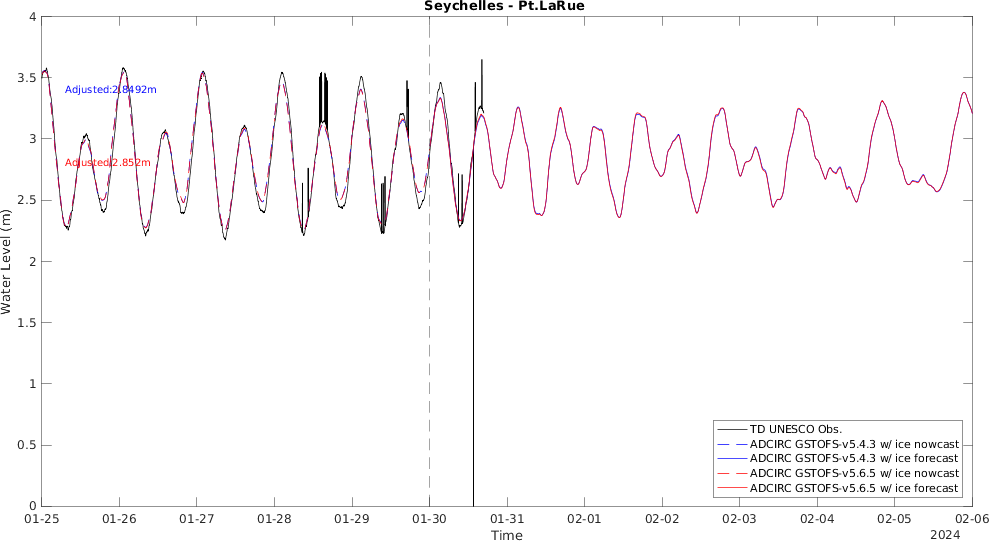 Seychelles - Pt.LaRue
Water Level (m)
4
3.5
3
2.5
2
1.5
1
0.5
0
Adjusted:2.8492m
Adjusted:2.852m
TD UNESCO Obs.
ADCIRC GSTOFS-v5.4.3 w/ ice nowcast
ADCIRC GSTOFS-v5.4.3 w/ ice forecast
ADCIRC GSTOFS-v5.6.5 w/ ice nowcast
ADCIRC GSTOFS-v5.6.5 w/ ice forecast
01-25 01-26 01-27 01-28 01-29 01-30 01-31 02-01 02-02 02-03 02-04 02-05 02-06
Time
2024